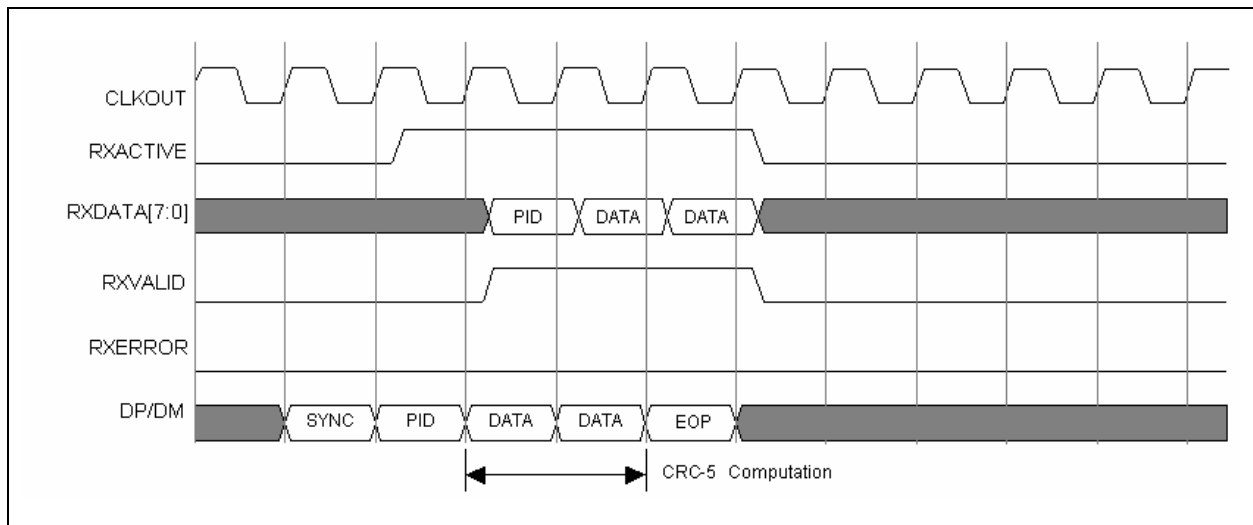 CLKOUT
RXACTIVE
RXDATA[7:0]
PID DATA DATA
RXVALID
RXERROR
DP/DM
SYNC PID DATA DATA EOP
CRC-5 Computation